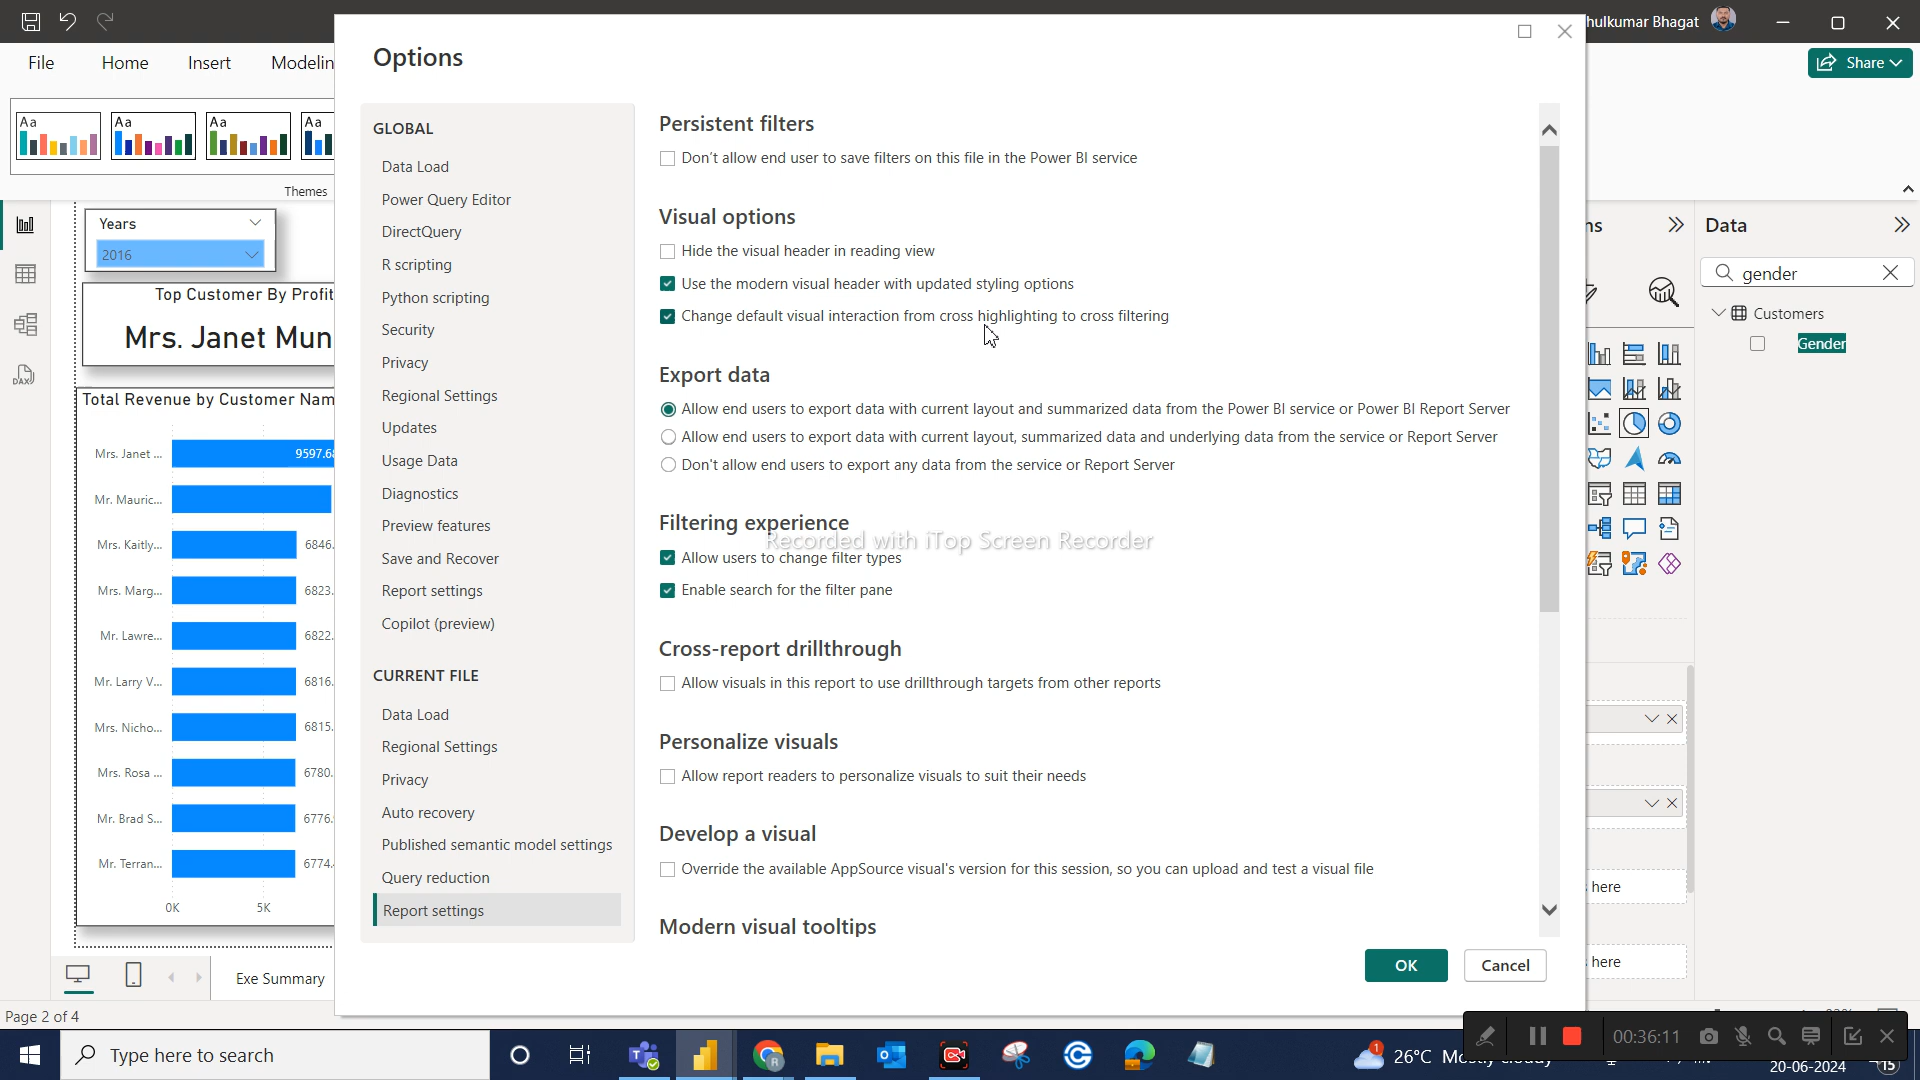 hulkumar Bhagat
File
Home
Insert
Modelin
Share
Aa
Aa
Aa
Aa
Themes
Years
2016
Top Customer By Profit
Mrs. Janet Mun
Total Revenue by Customer Nam
Mrs. Janet ...
9597.6
Mr. Mauric...
Mrs. Kaitly...
6846.
Mrs. Marg...
6823.
Mr. Lawre...
6822.
Mr. Larry V...
6816.
Mrs. Nicho...
6815.
Mrs. Rosa ...
6780.
Mr. Brad S...
6776.
Mr. Terran...
6774.
0K
5K
DAX
Exe Summary
Page 2 of 4
Options
GLOBAL
Data Load
Power Query Editor
DirectQuery
R scripting
Python scripting
Security
Privacy
Regional Settings
Updates
Usage Data
Diagnostics
Preview features
Save and Recover
Report settings
Copilot (preview)
CURRENT FILE
Data Load
Regional Settings
Privacy
Auto recovery
Published semantic model settings
Query reduction
Report settings
Persistent filters
Don't allow end user to save filters on this file in the Power BI service
Visual options
Hide the visual header in reading view
Use the modern visual header with updated styling options
Change default visual interaction from cross highlighting to cross filtering
Export data
Allow end users to export data with current layout and summarized data from the Power BI service or Power BI Report Server
Allow end users to export data with current layout, summarized data and underlying data from the service or Report Server
Don't allow end users to export any data from the service or Report Server
Filtering experience
Recorded with iTop Screen Recorder
Allow users to change filter types
Enable search for the filter pane
Cross-report drillthrough
Allow visuals in this report to use drillthrough targets from other reports
Personalize visuals
Allow report readers to personalize visuals to suit their needs
Develop a visual
Override the available AppSource visual's version for this session, so you can upload and test a visual file
Modern visual tooltips
OK
Cancel
ns
here
here
Data
gender
Customers
Gender
Type here to search
26°C
Mostly cloudy
00:36:11
20-06-2024
15